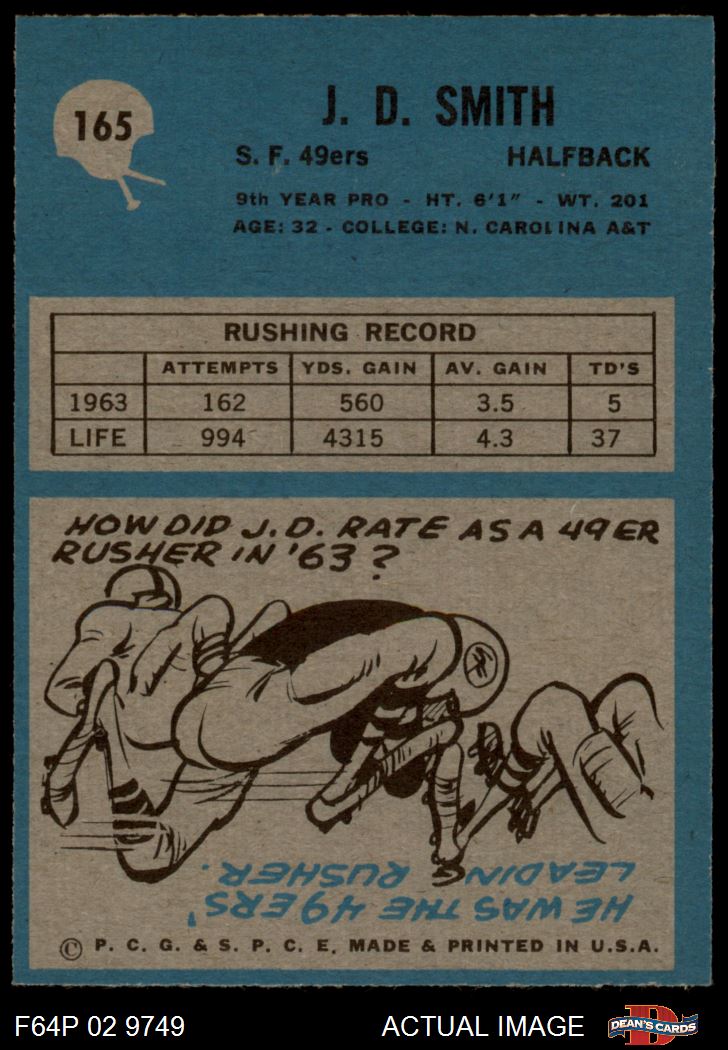 165
J. D. SMITH
S. F. 49ers HALFBACK
9th YEAR PRO - HT. 6'1" - WT. 201
AGE: 32 - COLLEGE: N. CAROLINA A&T
RUSHING RECORD
ATTEMPTS YDS. GAIN AV. GAIN TD'S
1963 162 560 3.5 5
LIFE 994 4315 4.3 37
HOW DID J.D. RATE AS A 49ER
RUSHER IN '63?
HE WAS THE 49ERS'
LEADING RUSHER.
© P. C. G. & S. P. C. E. MADE & PRINTED IN U.S.A.
F64P 02 9749 ACTUAL IMAGE
DEAN'S CARDS